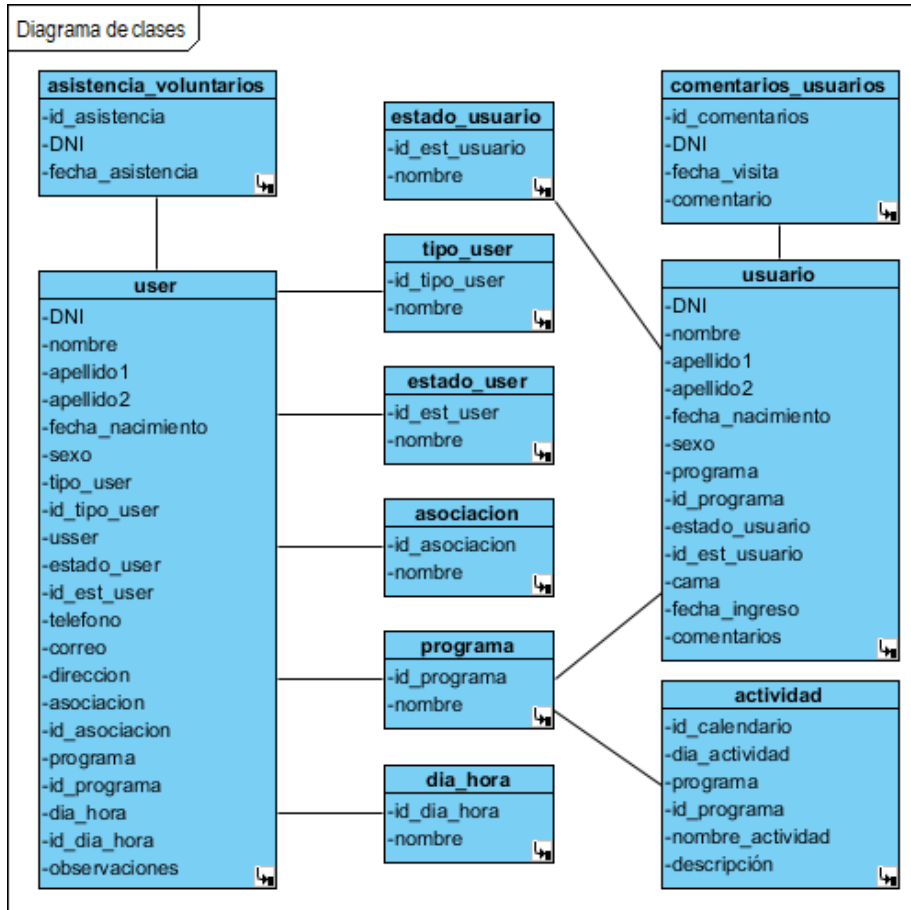 Diagrama de clases
asistencia_voluntarios
-id_asistencia
-DNI
-fecha_asistencia
user
-DNI
-nombre
-apellido1
-apellido2
-fecha_nacimiento
-sexo
-tipo_user
-id_tipo_user
-usser
-estado_user
-id_est_user
-telefono
-correo
-direccion
-asociacion
-id_asociacion
-programa
-id_programa
-dia_hora
-id_dia_hora
-observaciones
estado_usuario
-id_est_usuario
-nombre
tipo_user
-id_tipo_user
-nombre
estado_user
-id_est_user
-nombre
asociacion
-id_asociacion
-nombre
programa
-id_programa
-nombre
dia_hora
-id_dia_hora
-nombre
comentarios_usuarios
-id_comentarios
-DNI
-fecha_visita
-comentario
usuario
-DNI
-nombre
-apellido1
-apellido2
-fecha_nacimiento
-sexo
-programa
-id_programa
-estado_usuario
-id_est_usuario
-cama
-fecha_ingreso
-comentarios
actividad
-id_calendario
-dia_actividad
-programa
-id_programa
-nombre_actividad
-descripción